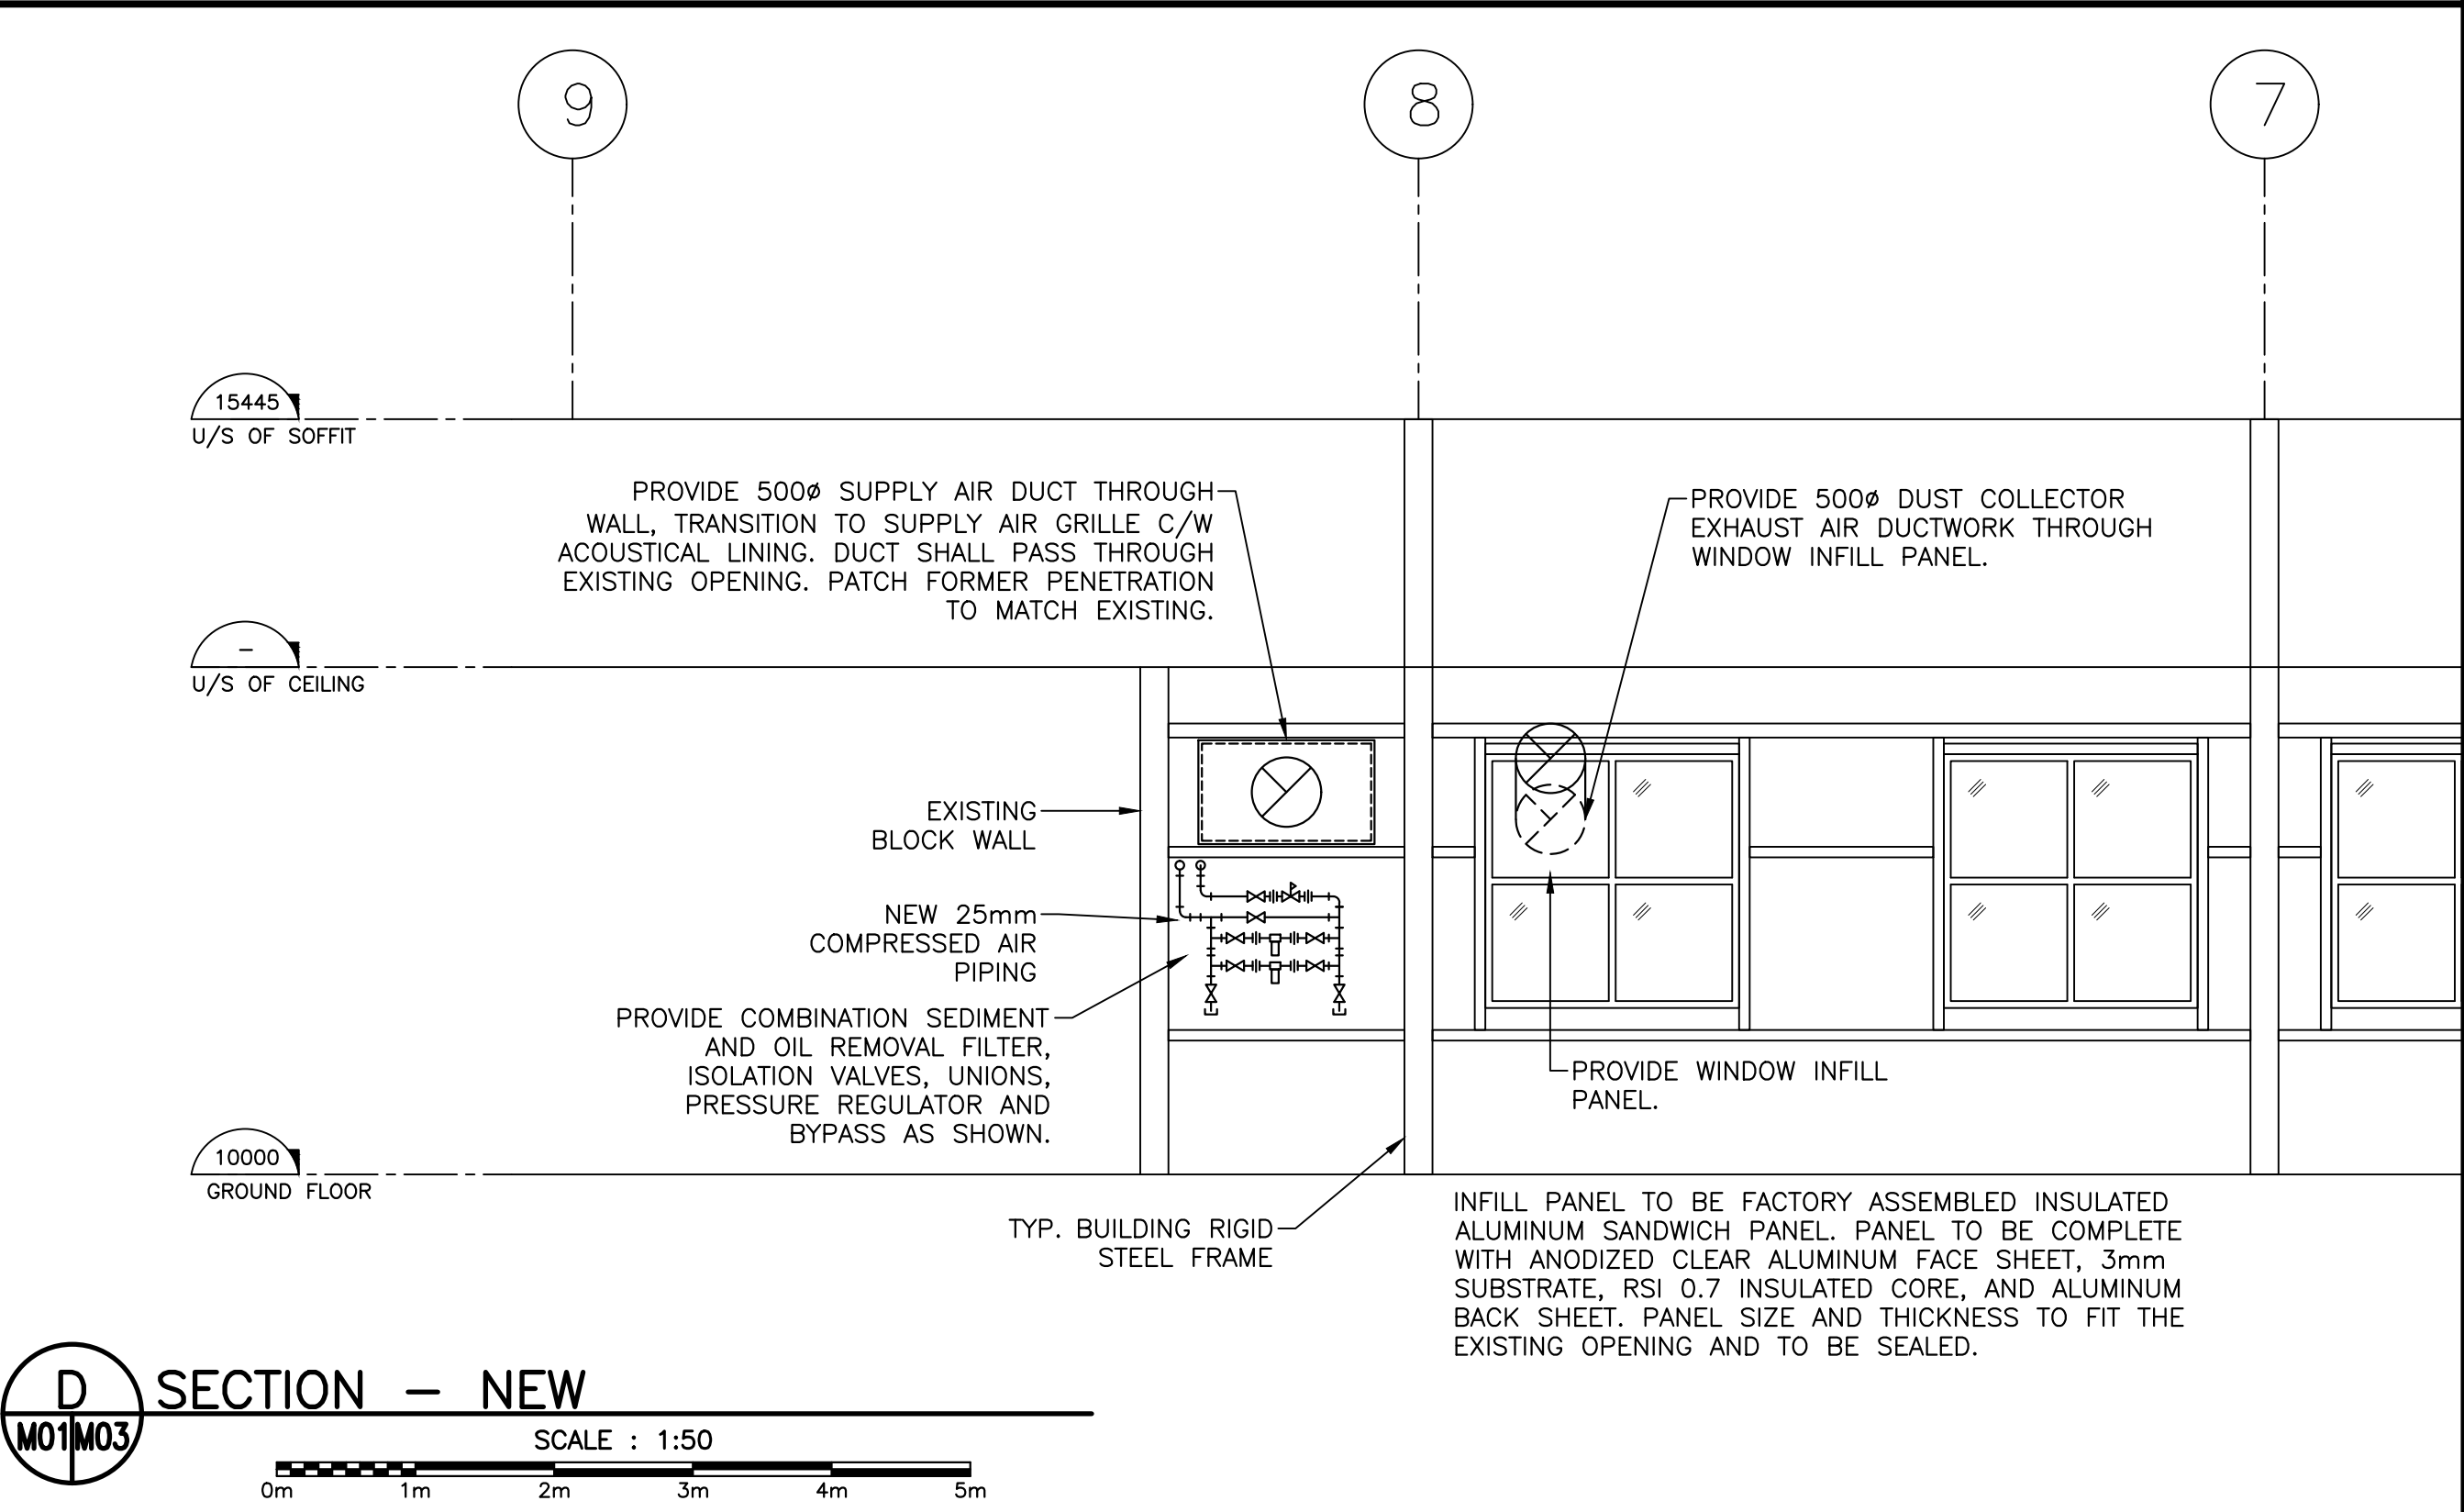 9
8
7
15445
U/S OF SOFFIT
PROVIDE 500ø SUPPLY AIR DUCT THROUGH
WALL, TRANSITION TO SUPPLY AIR GRILLE C/W
ACOUSTICAL LINING. DUCT SHALL PASS THROUGH
EXISTING OPENING. PATCH FORMER PENETRATION
TO MATCH EXISTING.
PROVIDE 500ø DUST COLLECTOR
EXHAUST AIR DUCTWORK THROUGH
WINDOW INFILL PANEL.
-
U/S OF CEILING
EXISTING
BLOCK WALL
NEW 25mm
COMPRESSED AIR
PIPING
PROVIDE COMBINATION SEDIMENT
AND OIL REMOVAL FILTER,
ISOLATION VALVES, UNIONS,
PRESSURE REGULATOR AND
BYPASS AS SHOWN.
PROVIDE WINDOW INFILL
PANEL.
10000
GROUND FLOOR
TYP. BUILDING RIGID
STEEL FRAME
INFILL PANEL TO BE FACTORY ASSEMBLED INSULATED
ALUMINUM SANDWICH PANEL. PANEL TO BE COMPLETE
WITH ANODIZED CLEAR ALUMINUM FACE SHEET, 3mm
SUBSTRATE, RSI 0.7 INSULATED CORE, AND ALUMINUM
BACK SHEET. PANEL SIZE AND THICKNESS TO FIT THE
EXISTING OPENING AND TO BE SEALED.
D
SECTION - NEW
M01 M03
SCALE : 1:50
0m 1m 2m 3m 4m 5m